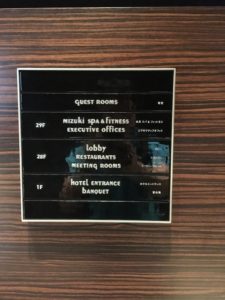 GUEST ROOMS
29F MIZUKI SPA & FITNESS
EXECUTIVE OFFICES
28F LOBBY
RESTAURANTS
MEETING ROOMS
1F HOTEL ENTRANCE
BANQUET